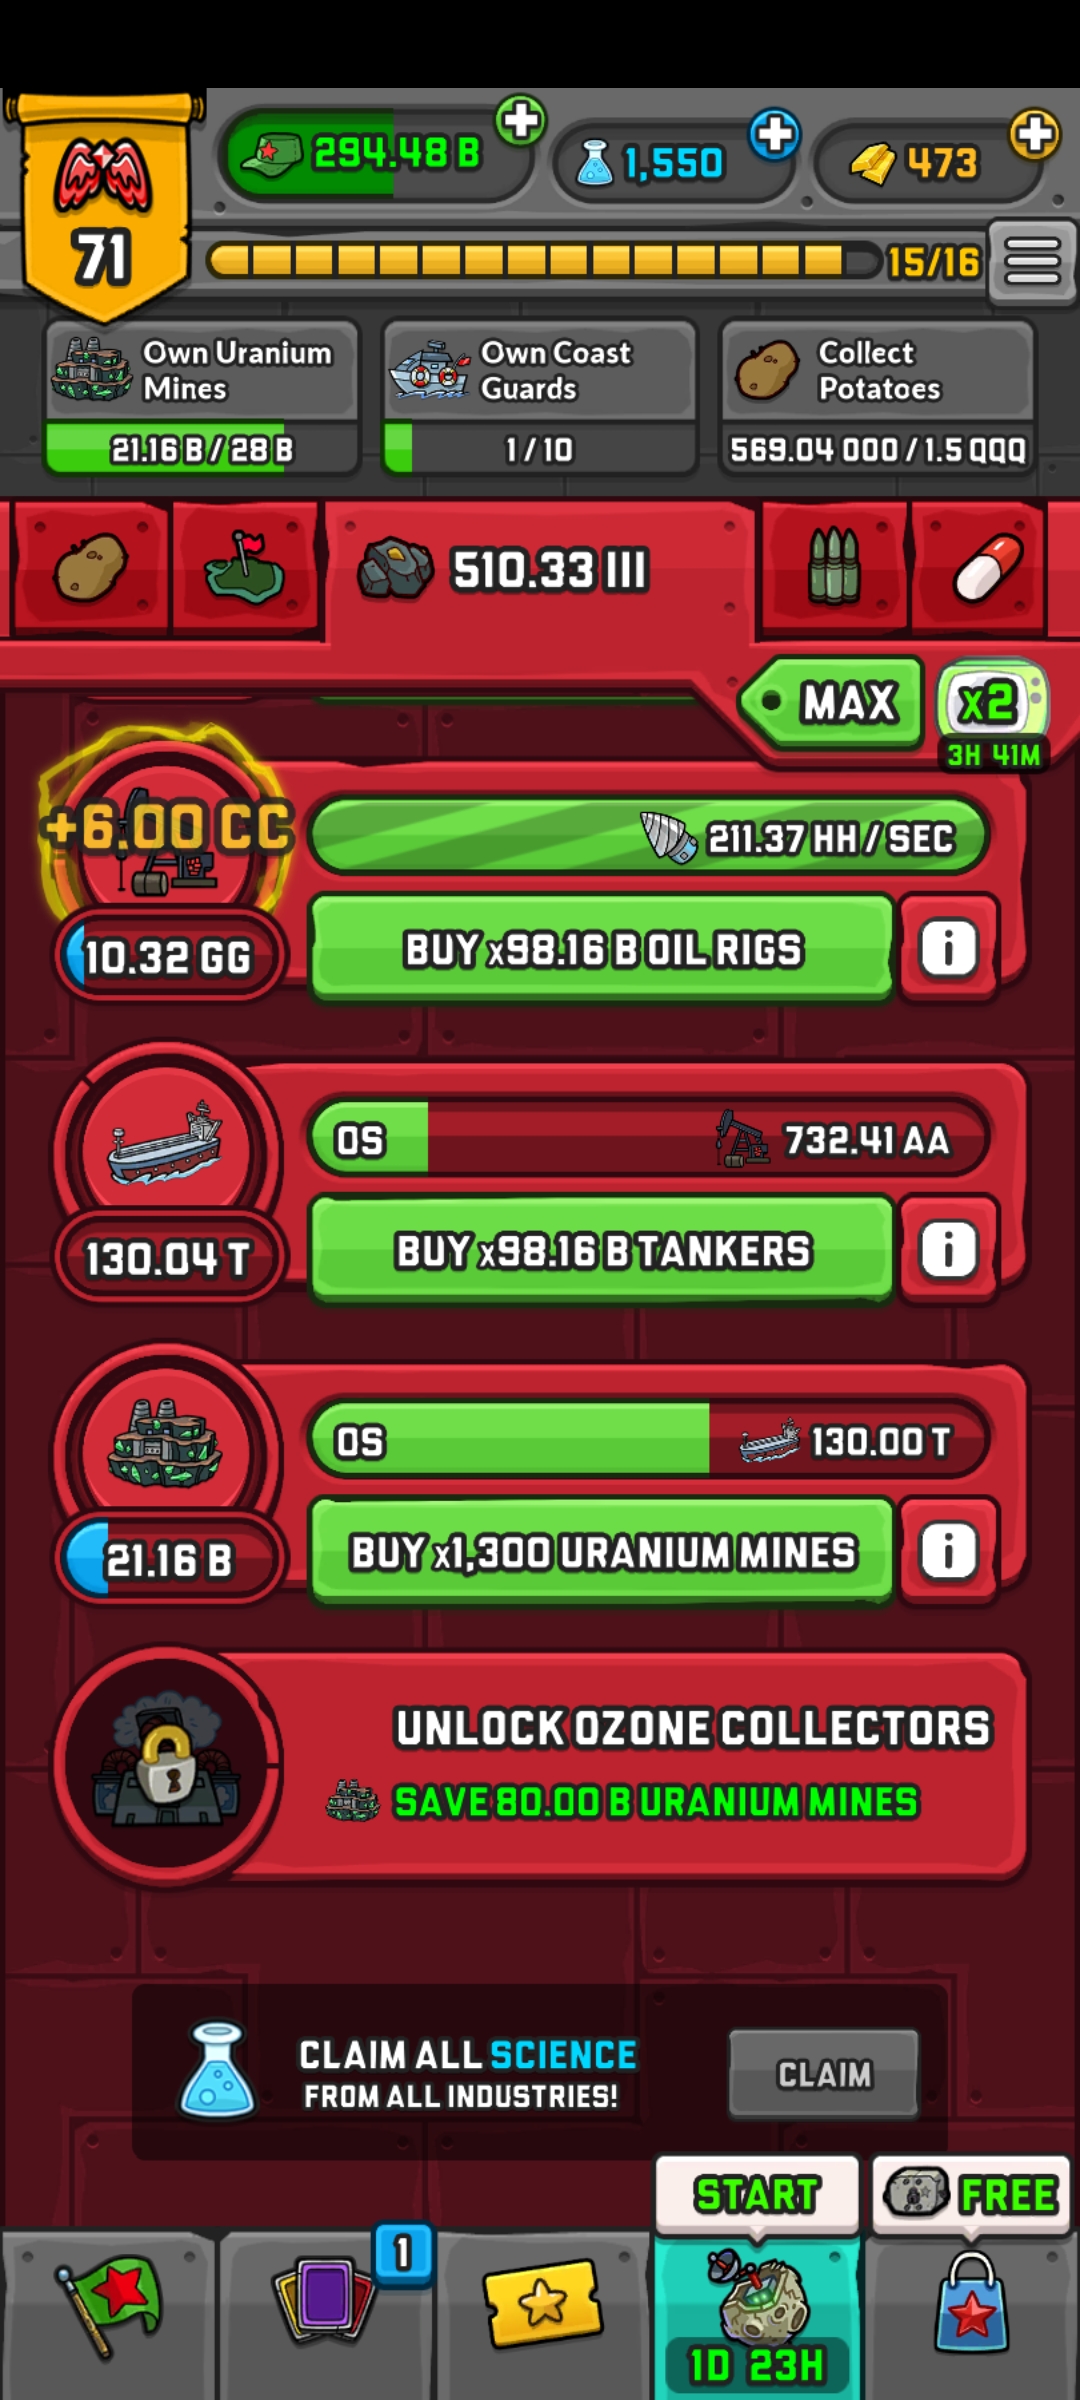 294.48 B
1,550
473
71
15/16
Own Uranium
Mines
21.16 B / 28 B
Own Coast
Guards
1 / 10
Collect
Potatoes
569.04 OOO / 1.5 QQQ
510.33 III
MAX
x2
3H 41M
+6.00 CC
211.37 HH / SEC
10.32 GG
BUY x98.16 B OIL RIGS
i
0S
732.41 AA
130.04 T
BUY x98.16 B TANKERS
i
0S
130.00 T
21.16 B
BUY x1,300 URANIUM MINES
i
UNLOCK OZONE COLLECTORS
SAVE 80.00 B URANIUM MINES
CLAIM ALL SCIENCE
FROM ALL INDUSTRIES!
CLAIM
START
FREE
1
1D 23H